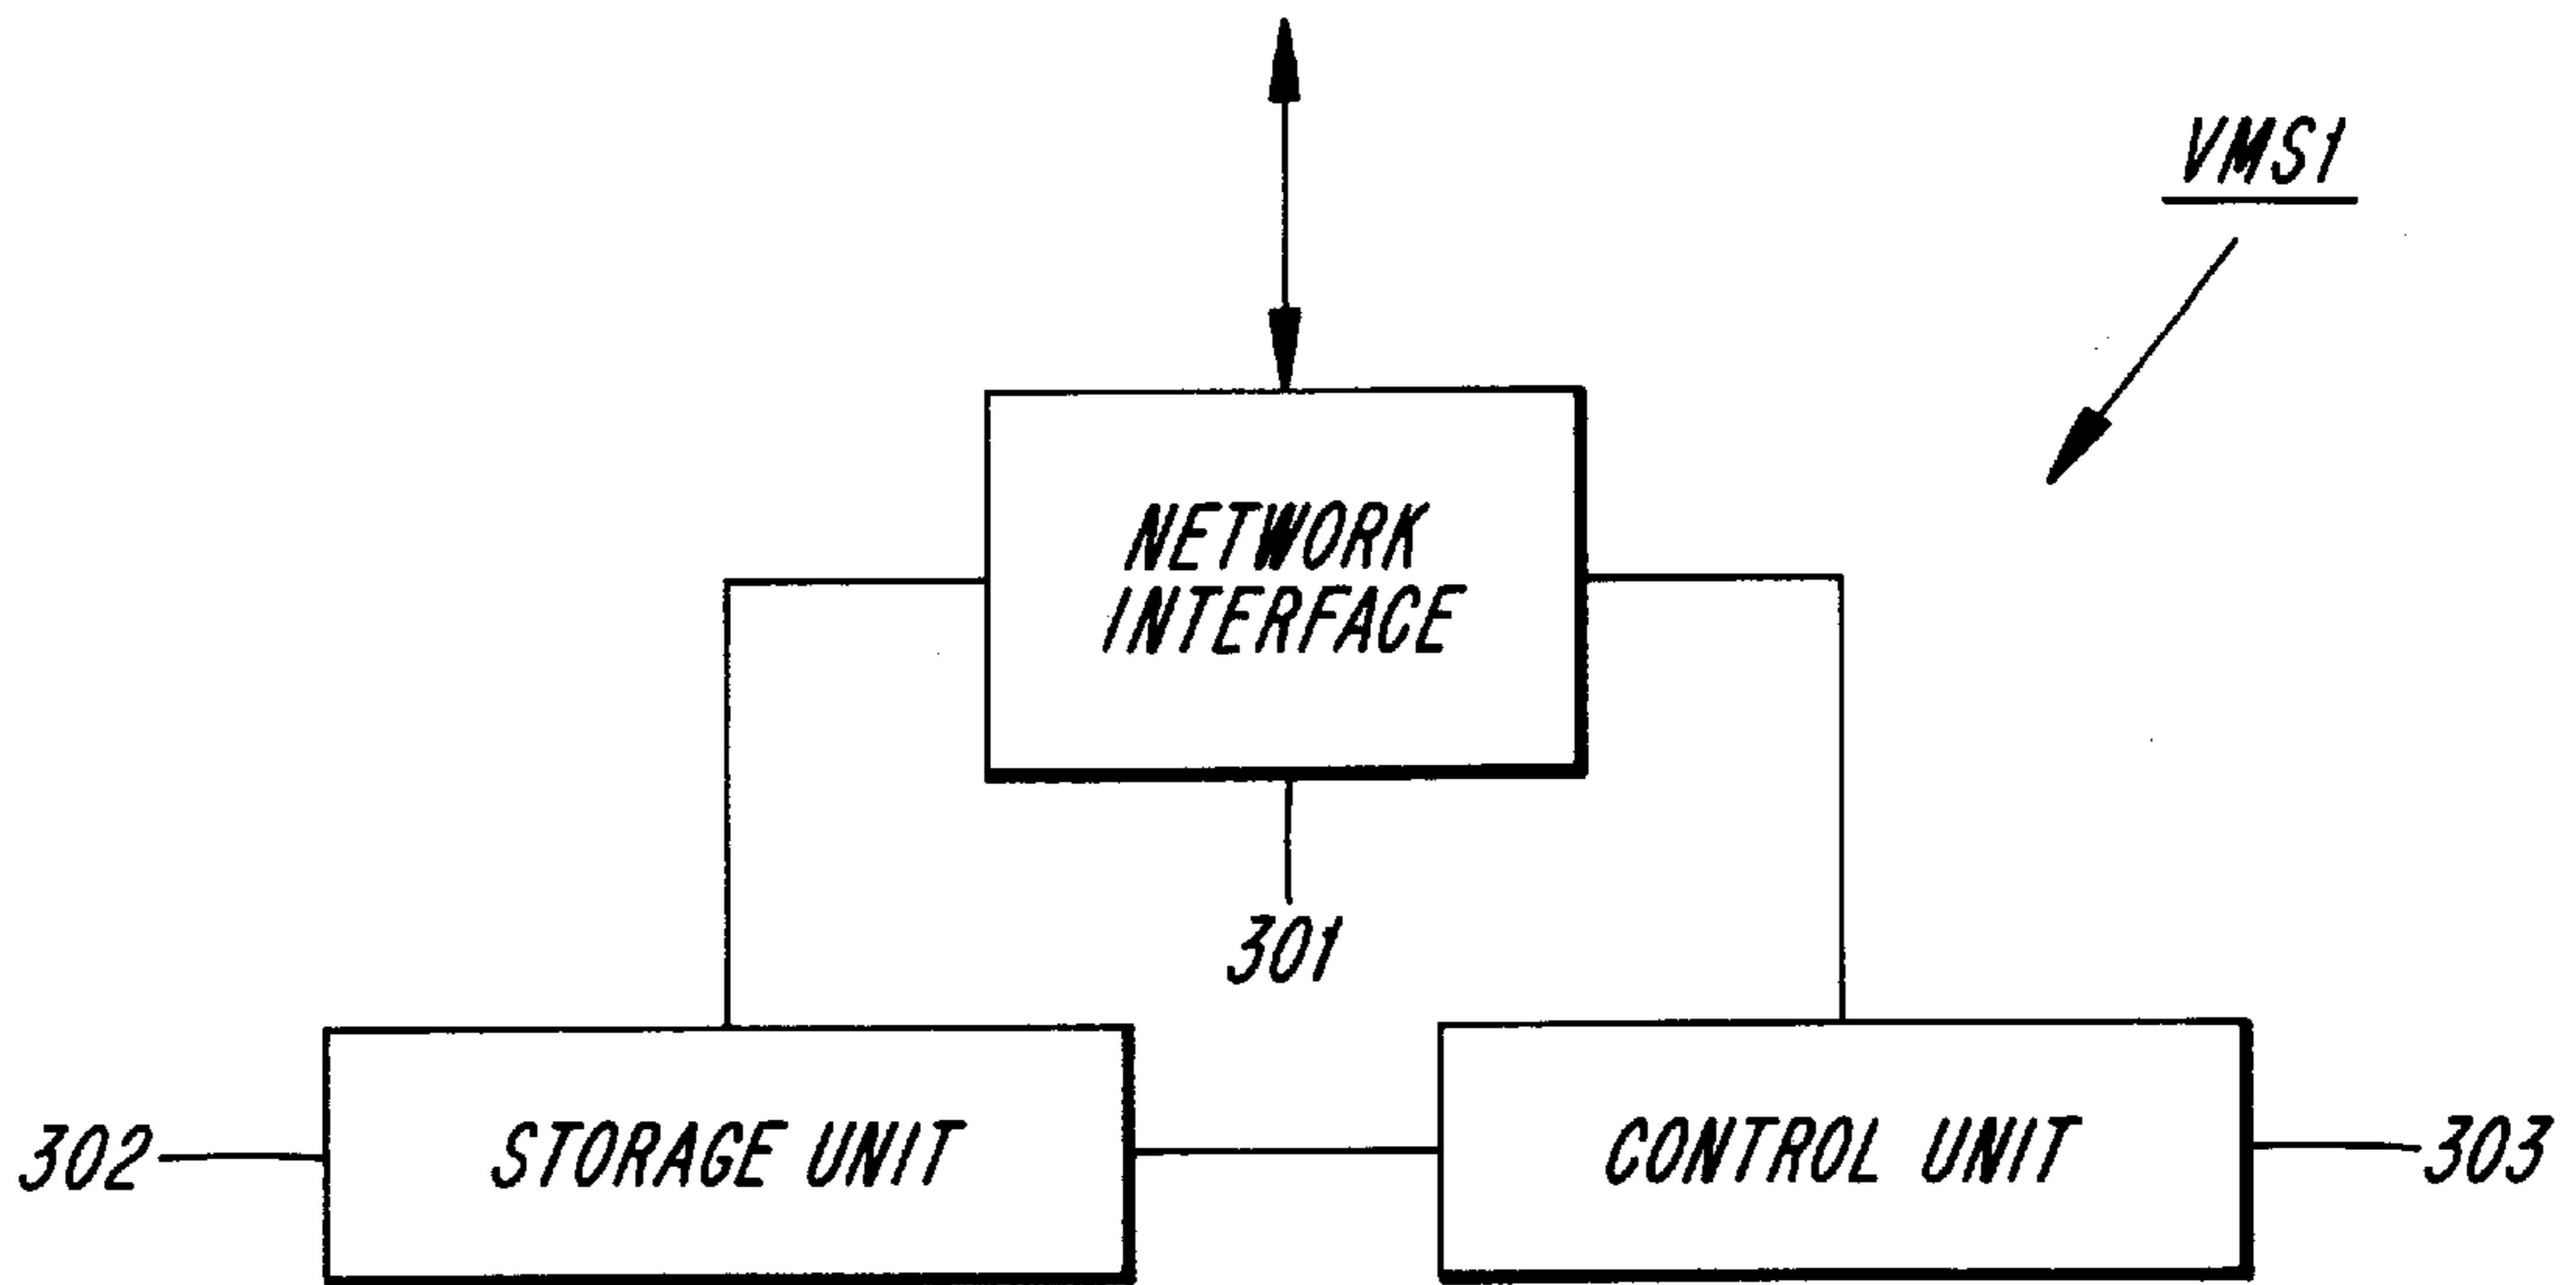 VMS1
NETWORK
INTERFACE
301
302
STORAGE UNIT
CONTROL UNIT
303